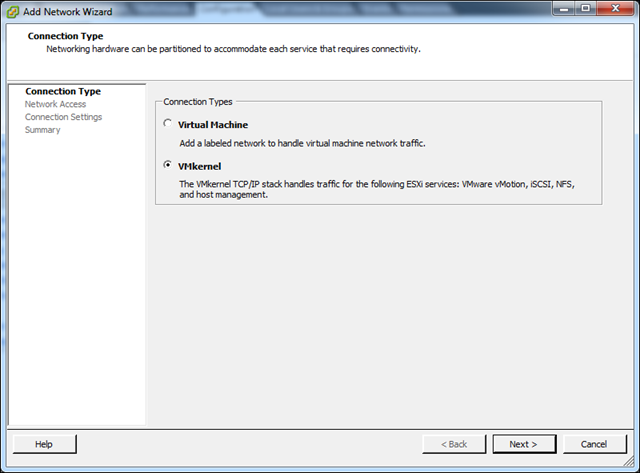 Add Network Wizard
Connection Type
Networking hardware can be partitioned to accommodate each service that requires connectivity.
Connection Type
Network Access
Connection Settings
Summary
Connection Types
Virtual Machine
Add a labeled network to handle virtual machine network traffic.
VMkernel
The VMkernel TCP/IP stack handles traffic for the following ESXi services: VMware vMotion, iSCSI, NFS,
and host management.
Help
< Back
Next >
Cancel